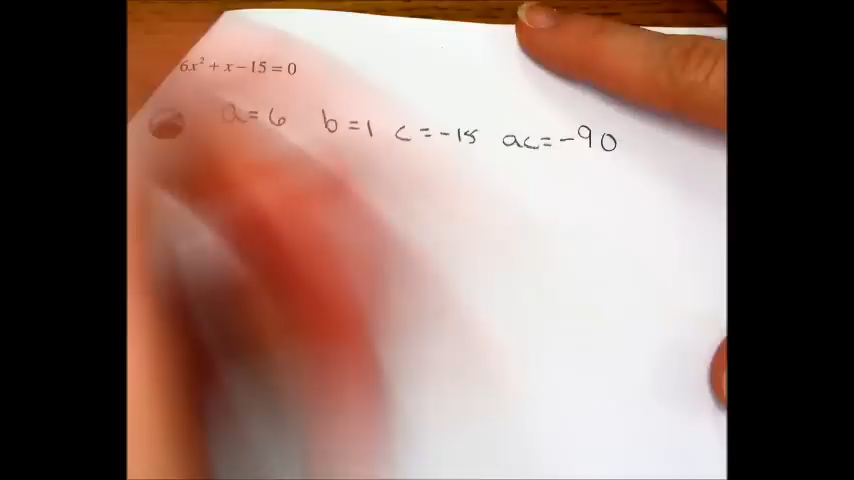 6x² + x − 15 = 0
a = 6 b = 1 c = -15 ac = -90